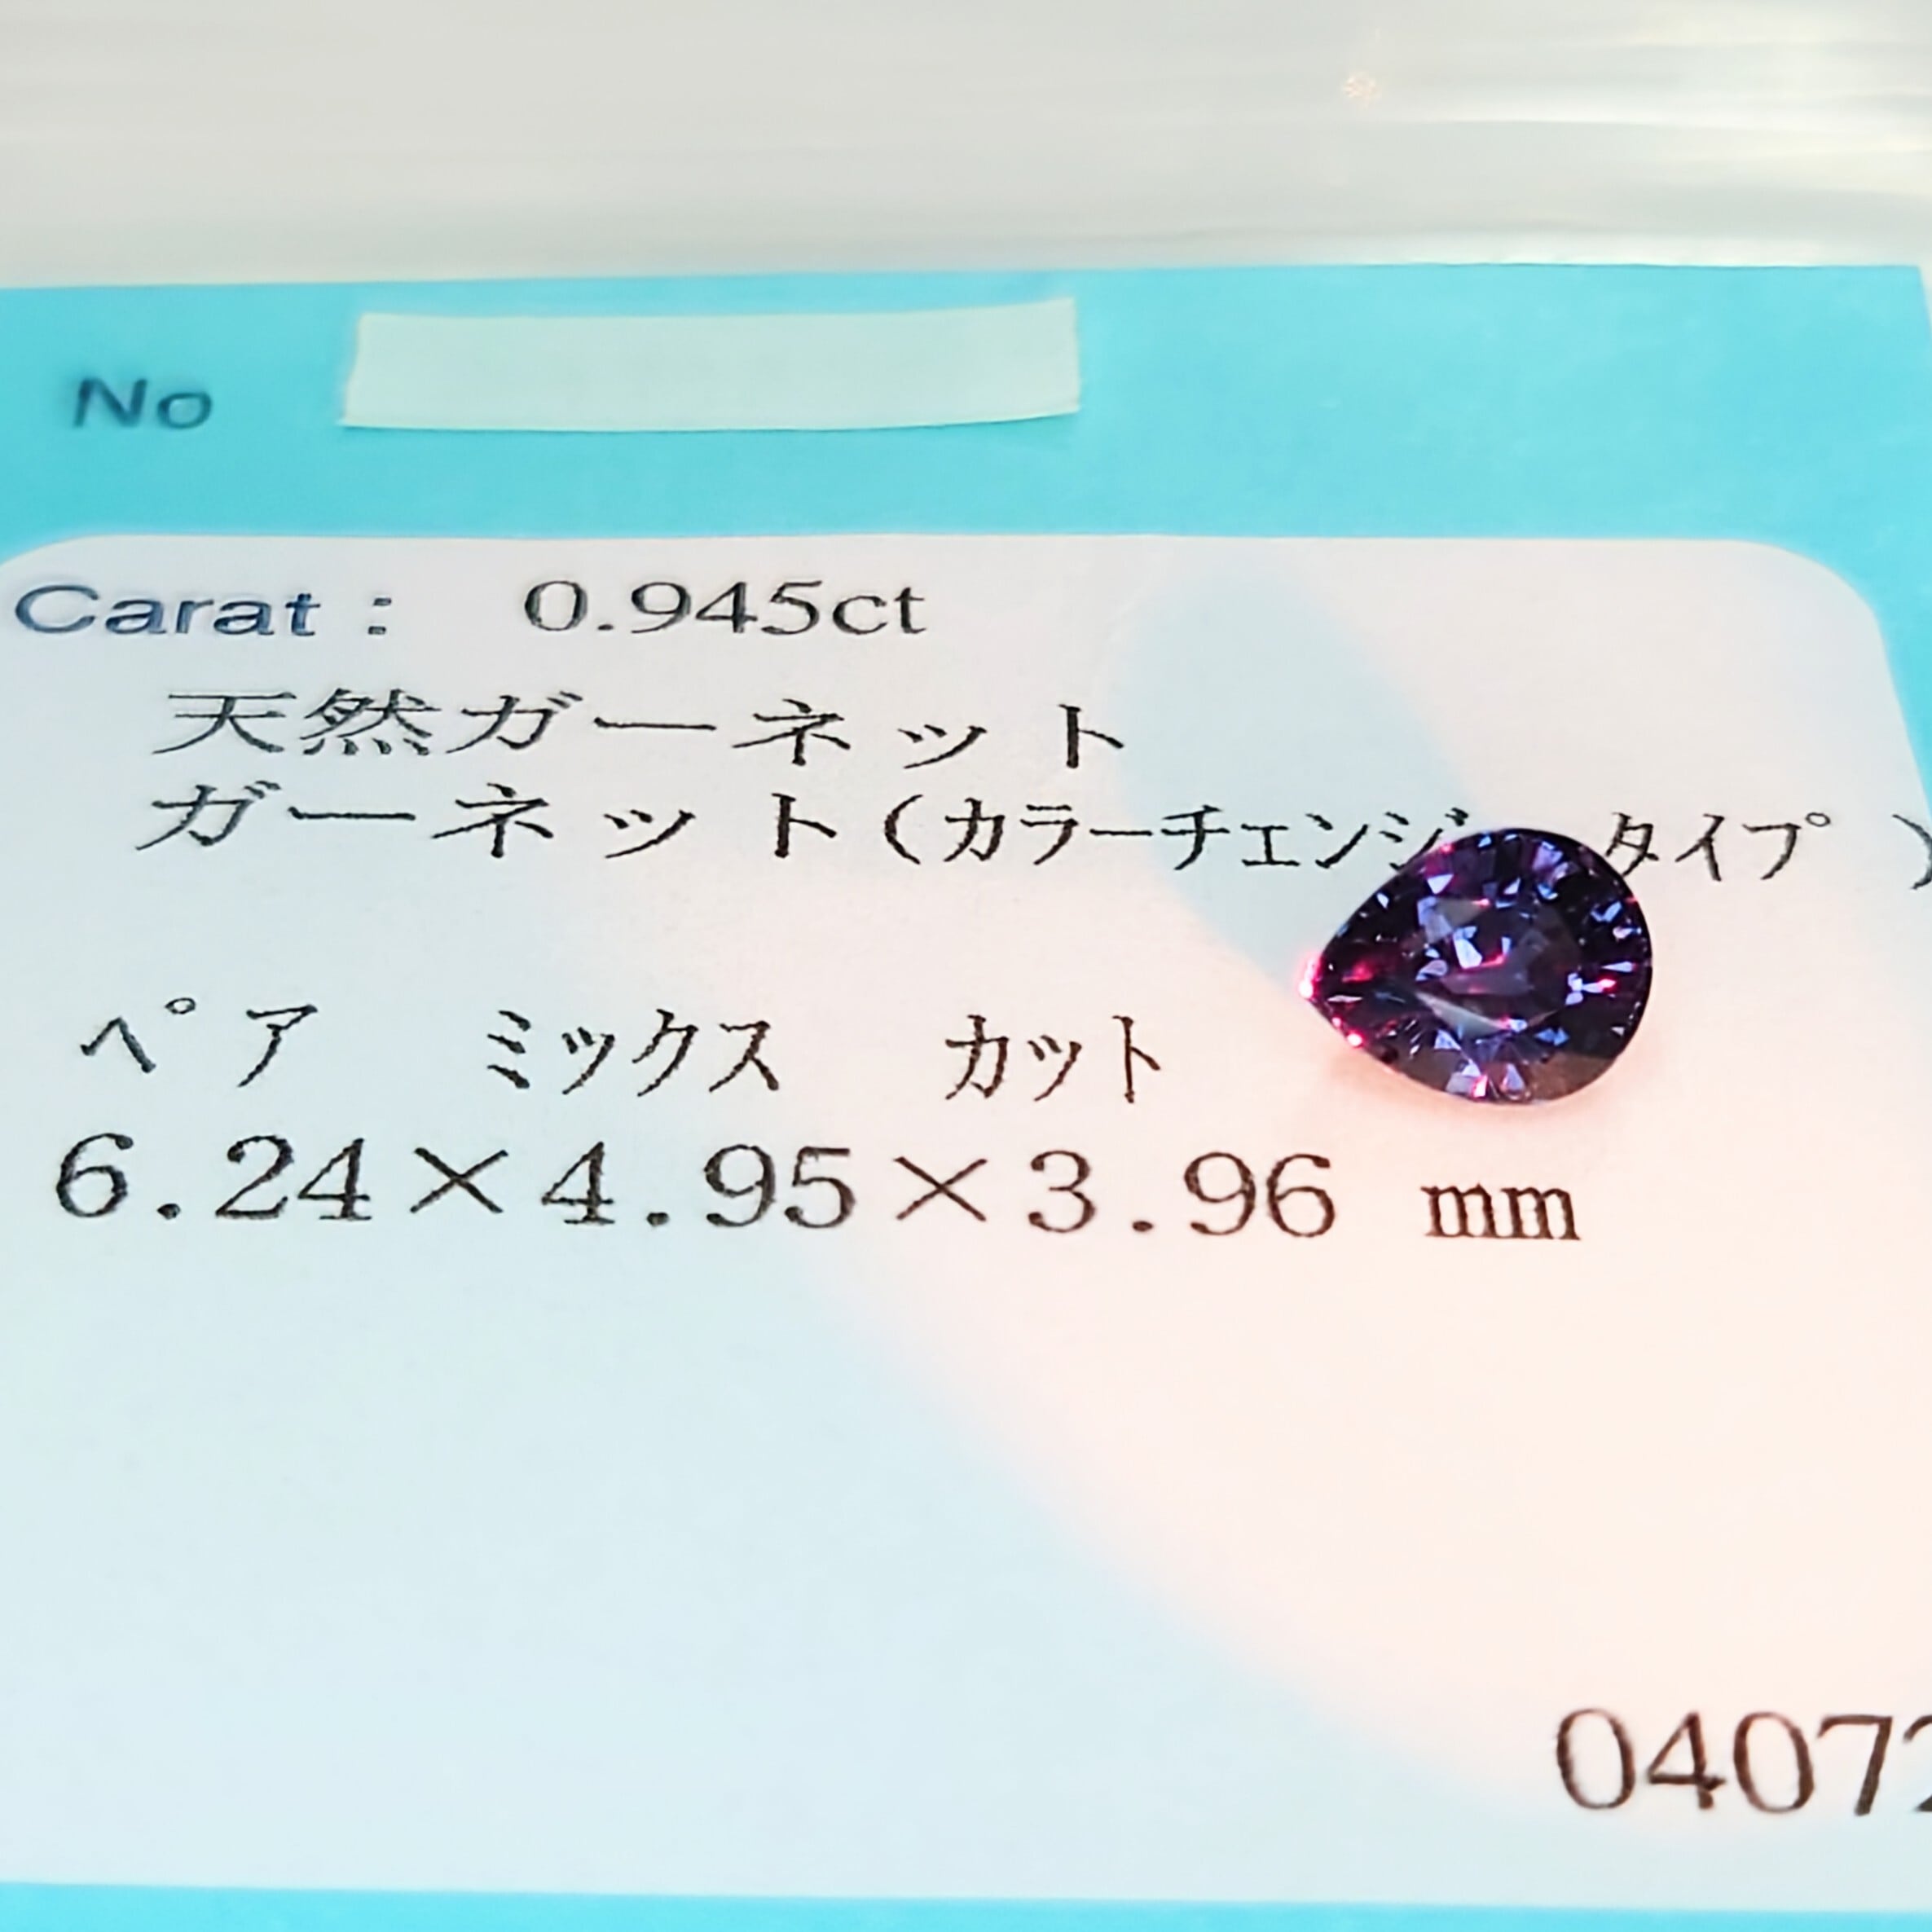 No
Carat : 0.945ct
天然ガーネット
ガーネット(カラーチェンジ タイプ )
ペア ミックス カット
6.24×4.95×3.96 mm
0407